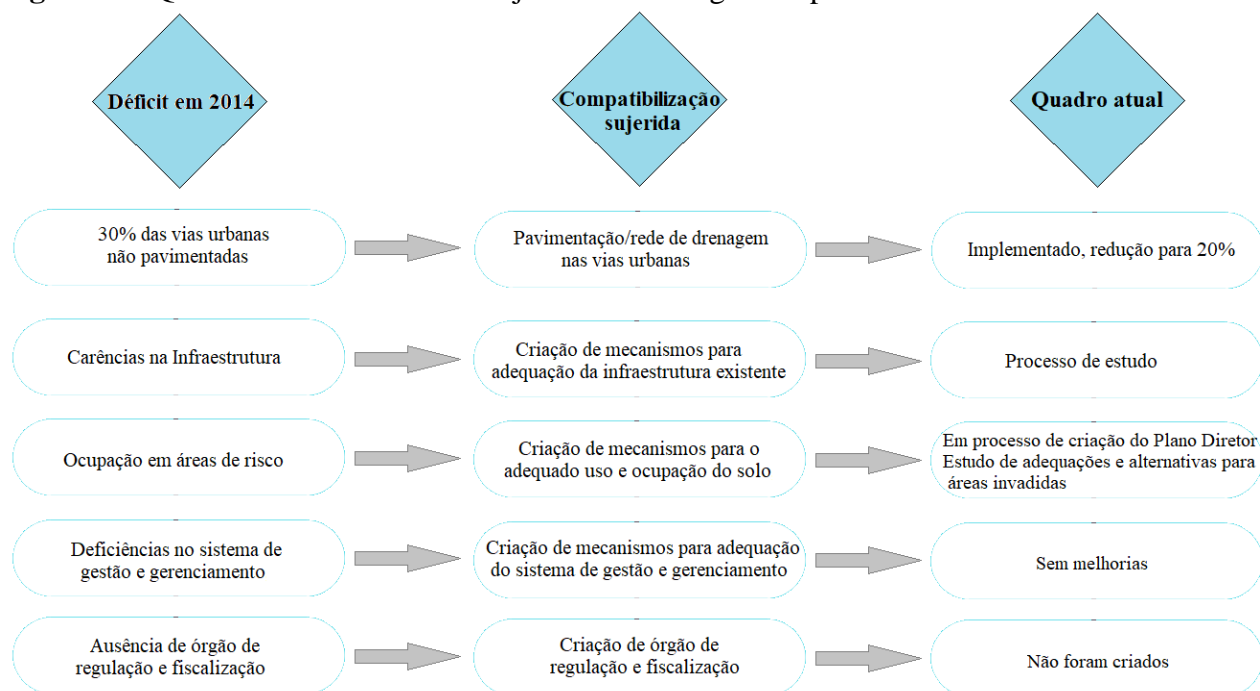 Déficit em 2014
Compatibilização
sujerida
Quadro atual
30% das vias urbanas
não pavimentadas
Pavimentação/rede de drenagem
nas vias urbanas
Implementado, redução para 20%
Carências na Infraestrutura
Criação de mecanismos para
adequação da infraestrutura existente
Processo de estudo
Ocupação em áreas de risco
Criação de mecanismos para o
adequado uso e ocupação do solo
Em processo de criação do Plano Diretor
Estudo de adequações e alternativas para
áreas invadidas
Deficiências no sistema de
gestão e gerenciamento
Criação de mecanismos para adequação
do sistema de gestão e gerenciamento
Sem melhorias
Ausência de órgão de
regulação e fiscalização
Criação de órgão de
regulação e fiscalização
Não foram criados